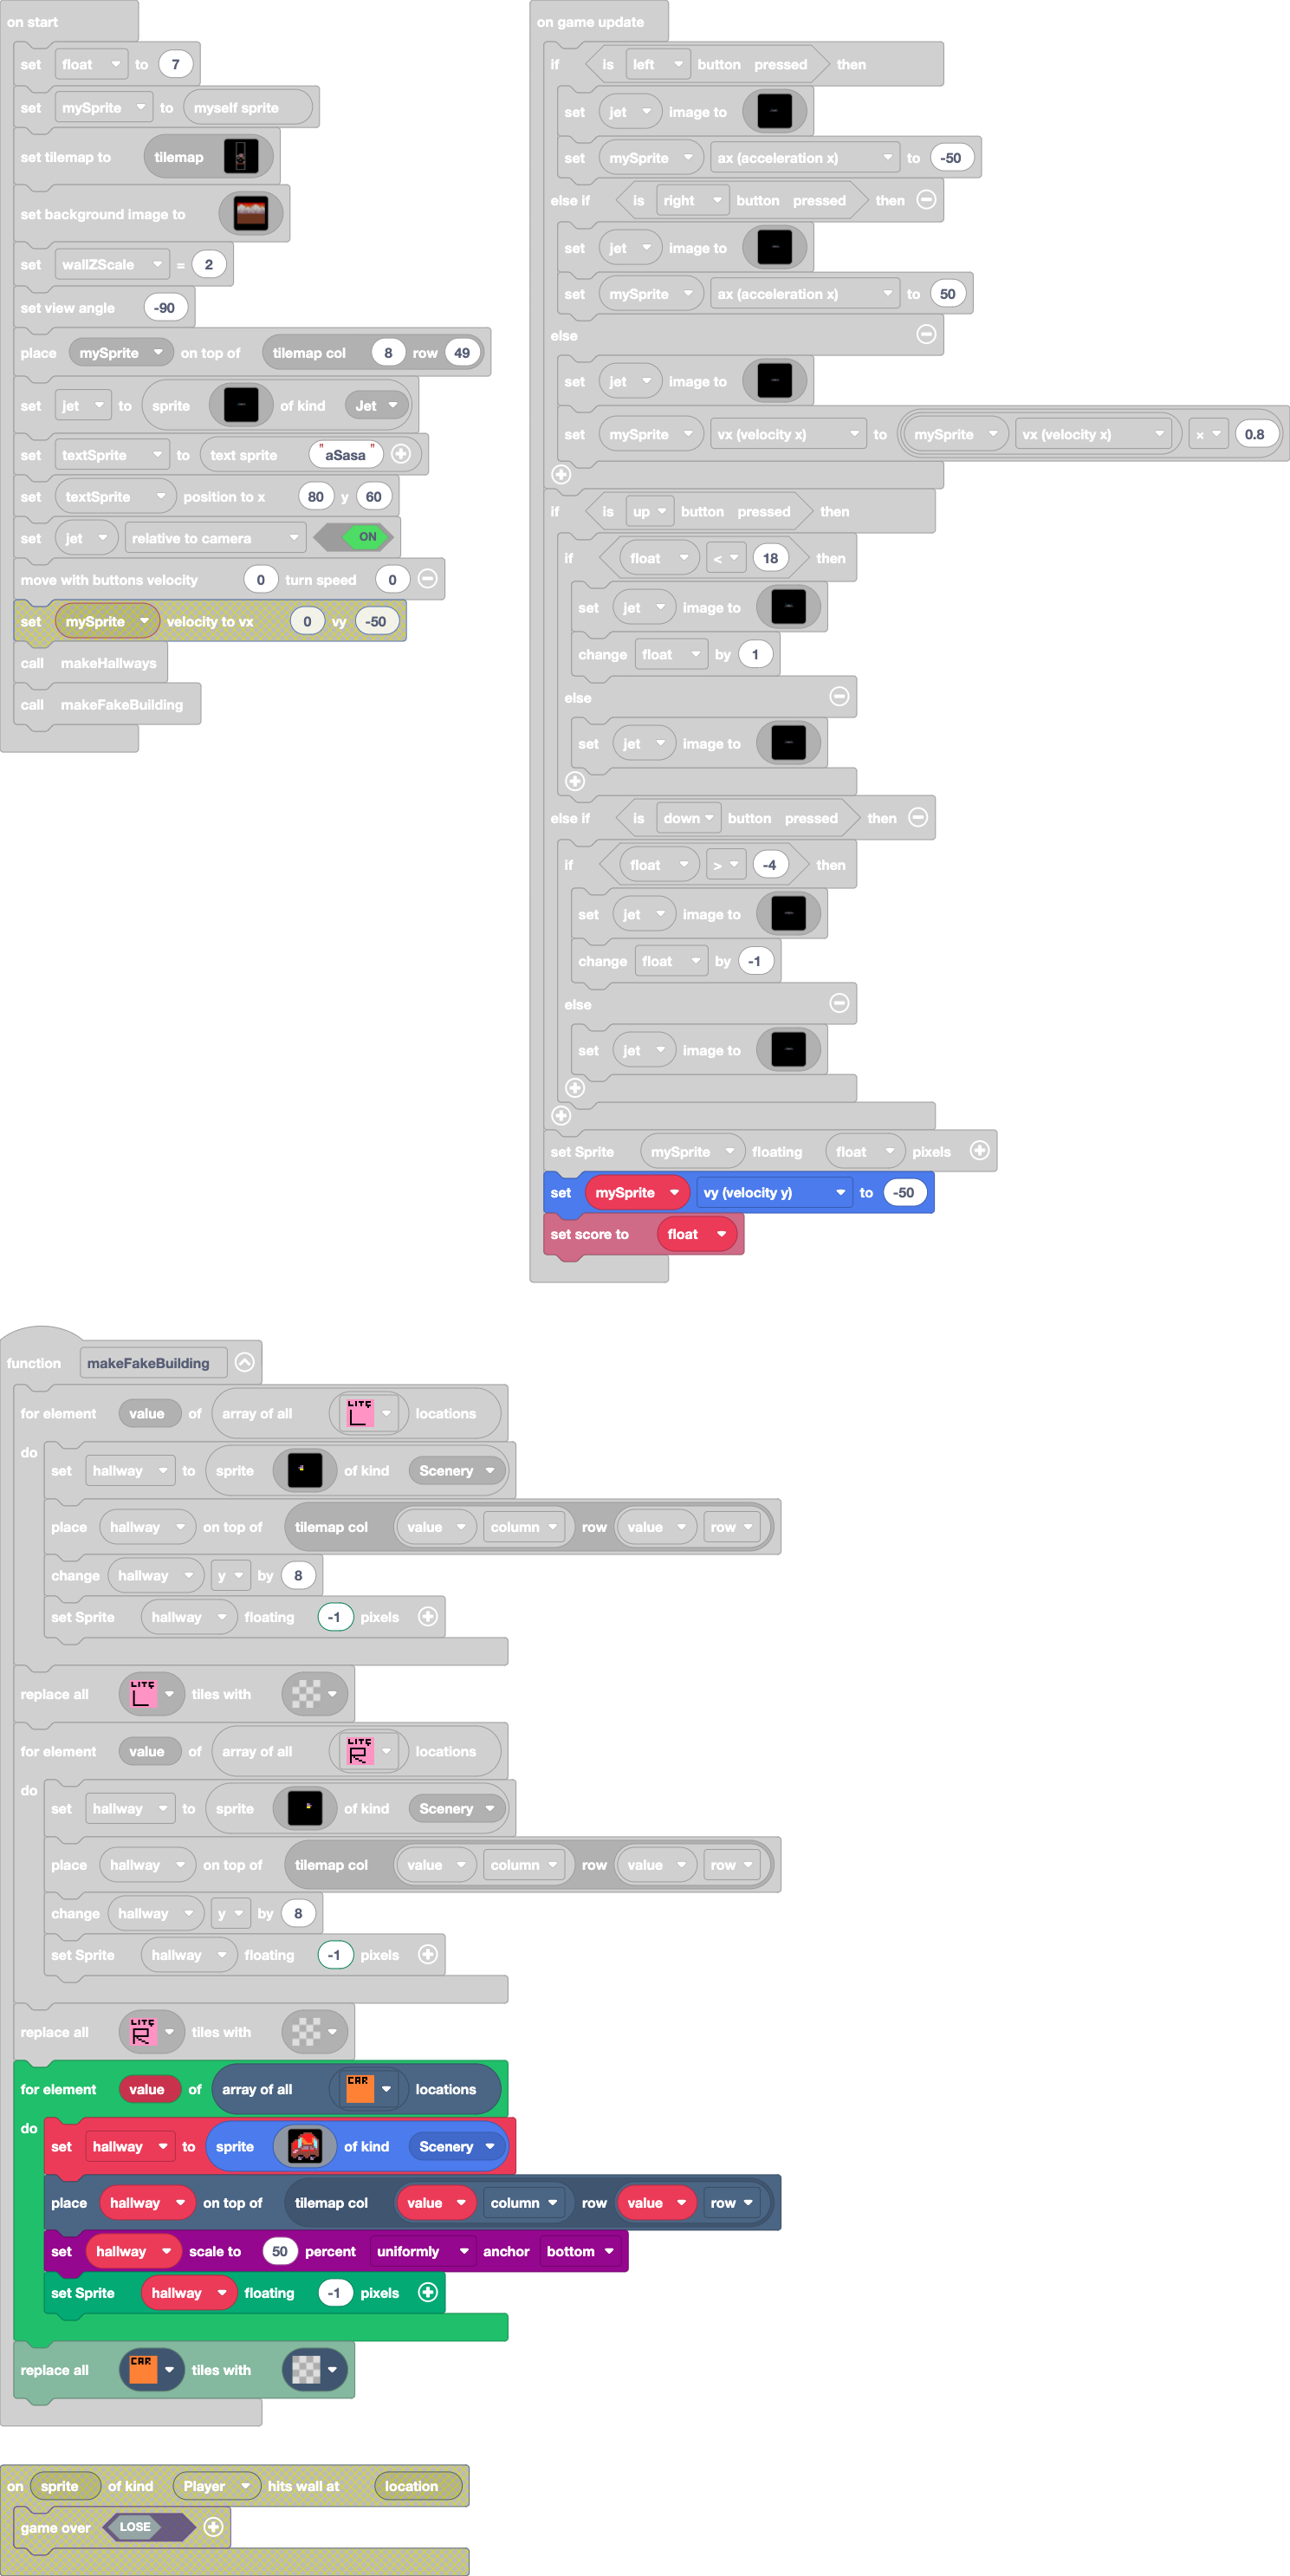 on start
set float to 7
set mySprite to myself sprite
set tilemap to tilemap
set background image to
set wallZScale = 2
set view angle -90
place mySprite on top of tilemap col 8 row 49
set jet to sprite of kind Jet
set textSprite to text sprite "aSasa"
set textSprite position to x 80 y 60
set jet relative to camera ON
move with buttons velocity 0 turn speed 0
set mySprite velocity to vx 0 vy -50
call makeHallways
call makeFakeBuilding
on game update
if is left button pressed then
set jet image to
set mySprite ax (acceleration x) to -50
else if is right button pressed then
set jet image to
set mySprite ax (acceleration x) to 50
else
set jet image to
set mySprite vx (velocity x) to mySprite vx (velocity x) × 0.8
if is up button pressed then
if float < 18 then
set jet image to
change float by 1
else
set jet image to
else if is down button pressed then
if float > -4 then
set jet image to
change float by -1
else
set jet image to
set Sprite mySprite floating float pixels
set mySprite vy (velocity y) to -50
set score to float
function makeFakeBuilding
for element value of array of all LITE L locations
do
set hallway to sprite of kind Scenery
place hallway on top of tilemap col value column row value row
change hallway y by 8
set Sprite hallway floating -1 pixels
replace all LITE L tiles with
for element value of array of all LITE R locations
do
set hallway to sprite of kind Scenery
place hallway on top of tilemap col value column row value row
change hallway y by 8
set Sprite hallway floating -1 pixels
replace all LITE R tiles with
for element value of array of all CAR locations
do
set hallway to sprite of kind Scenery
place hallway on top of tilemap col value column row value row
set hallway scale to 50 percent uniformly anchor bottom
set Sprite hallway floating -1 pixels
replace all CAR tiles with
on sprite of kind Player hits wall at location
game over LOSE